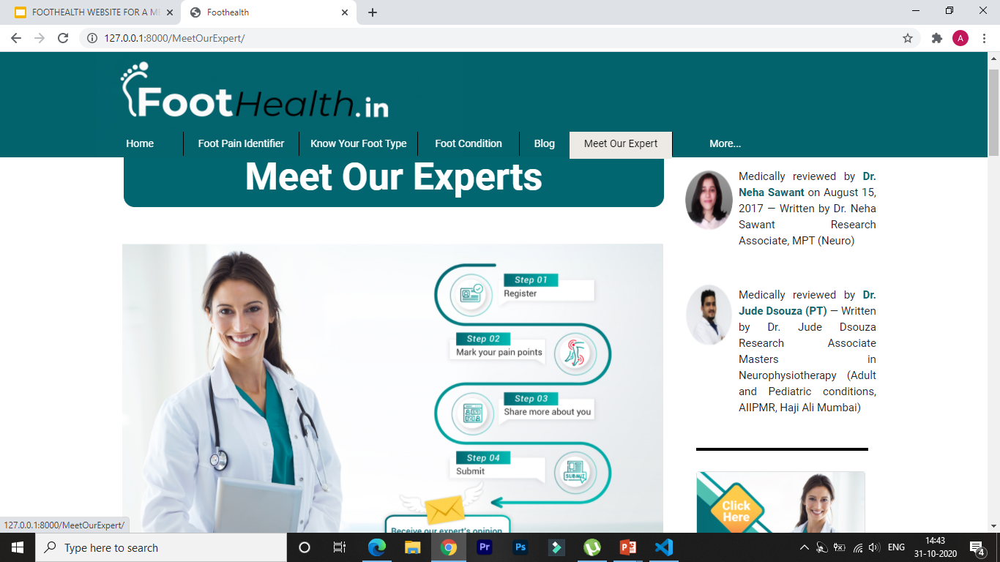 FOOTHEALTH WEBSITE FOR A M
Foothealth
127.0.0.1:8000/MeetOurExpert/
A
FootHealth.in
Home
Foot Pain Identifier
Know Your Foot Type
Foot Condition
Blog
Meet Our Expert
More...
Meet Our Experts
Step 01
Register
Step 02
Mark your pain points
Step 03
Share more about you
Step 04
Submit
SUBMIT
Receive our expert's opinion
Medically reviewed by Dr.
Neha Sawant on August 15,
2017 — Written by Dr. Neha
Sawant Research
Associate, MPT (Neuro)
Medically reviewed by Dr.
Jude Dsouza (PT) — Written
by Dr. Jude Dsouza
Research Associate
Masters in
Neurophysiotherapy (Adult
and Pediatric conditions,
AIIPMR, Haji Ali Mumbai)
Click
Here
127.0.0.1:8000/MeetOurExpert/
Type here to search
Pr
Ps
ENG
14:43
31-10-2020
4